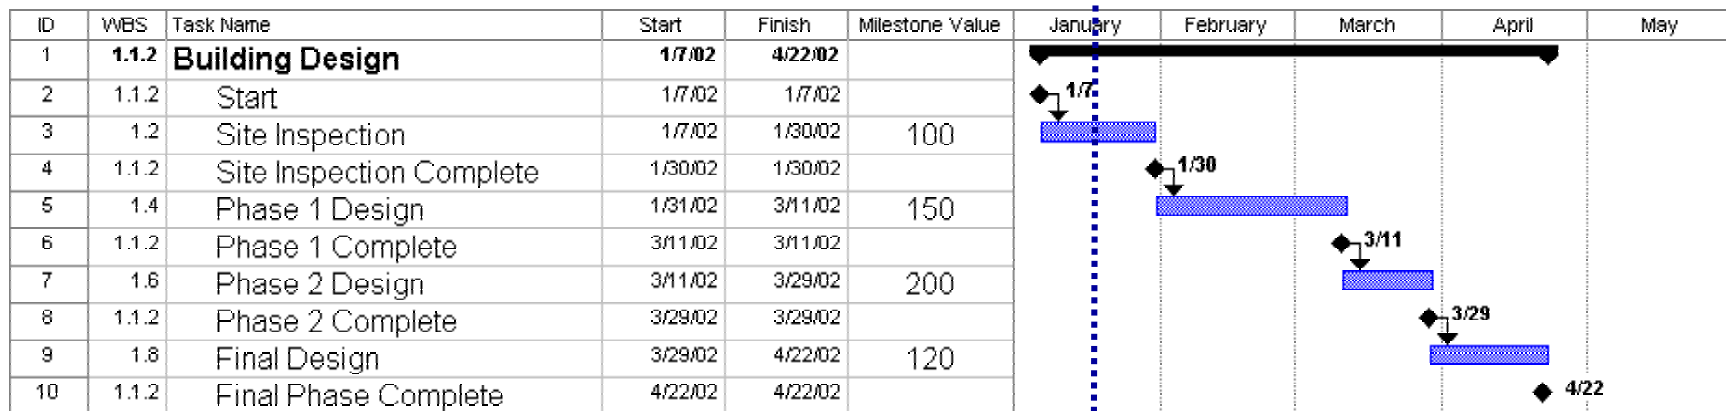 ID WBS Task Name Start Finish Milestone Value January February March April May
1 1.1.2 Building Design 1/7/02 4/22/02
2 1.1.2 Start 1/7/02 1/7/02 1/7
3 1.2 Site Inspection 1/7/02 1/30/02 100
4 1.1.2 Site Inspection Complete 1/30/02 1/30/02 1/30
5 1.4 Phase 1 Design 1/31/02 3/11/02 150
6 1.1.2 Phase 1 Complete 3/11/02 3/11/02 3/11
7 1.6 Phase 2 Design 3/11/02 3/29/02 200
8 1.1.2 Phase 2 Complete 3/29/02 3/29/02 3/29
9 1.8 Final Design 3/29/02 4/22/02 120
10 1.1.2 Final Phase Complete 4/22/02 4/22/02 4/22